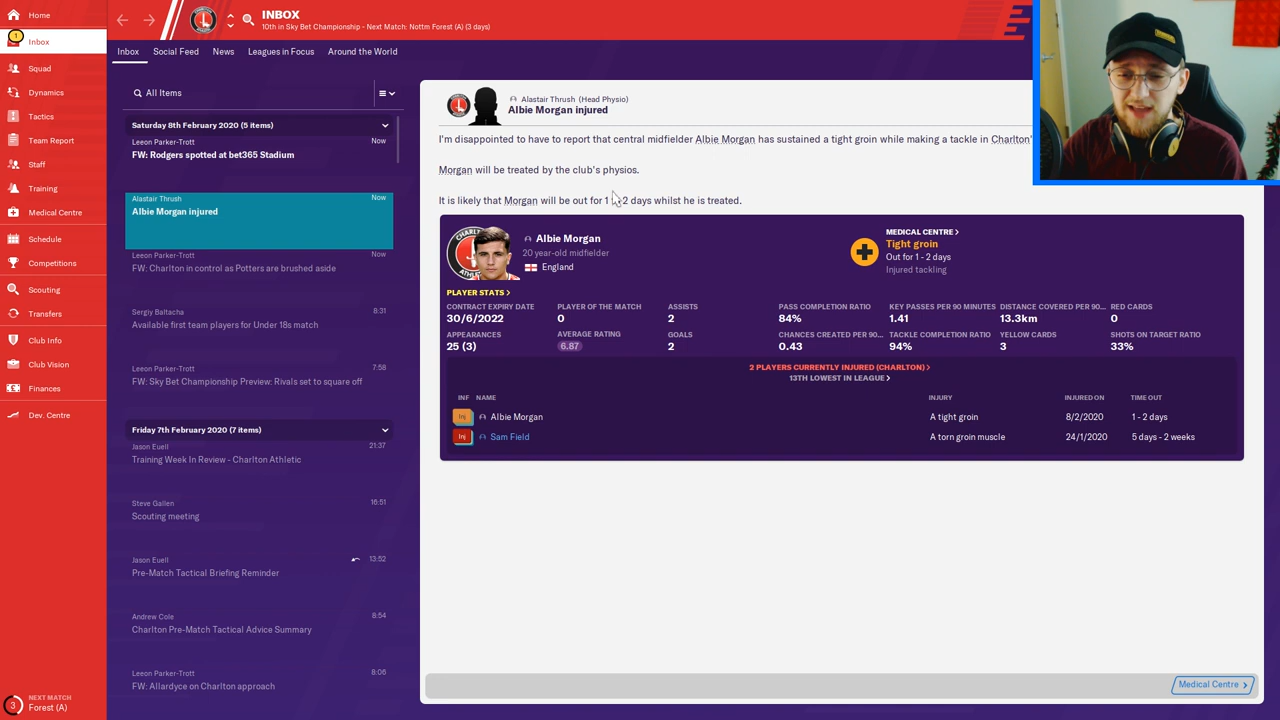 Home
1
Inbox
Squad
Dynamics
Tactics
Team Report
Staff
Training
Medical Centre
Schedule
Competitions
Scouting
Transfers
Club Info
Club Vision
Finances
Dev. Centre
3
NEXT MATCH
Forest (A)
INBOX
10th in Sky Bet Championship - Next Match: Nottm Forest (A) (3 days)
Inbox Social Feed News Leagues in Focus Around the World
All Items
Saturday 8th February 2020 (5 items)
Leeon Parker-Trott Now
FW: Rodgers spotted at bet365 Stadium
Alastair Thrush Now
Albie Morgan injured
Leeon Parker-Trott Now
FW: Charlton in control as Potters are brushed aside
Sergiy Baltacha 8:31
Available first team players for Under 18s match
Leeon Parker-Trott 7:58
FW: Sky Bet Championship Preview: Rivals set to square off
Friday 7th February 2020 (7 items)
Jason Euell 21:37
Training Week In Review - Charlton Athletic
Steve Gallen 16:51
Scouting meeting
Jason Euell 13:52
Pre-Match Tactical Briefing Reminder
Andrew Cole 8:54
Charlton Pre-Match Tactical Advice Summary
Leeon Parker-Trott 8:06
FW: Allardyce on Charlton approach
Alastair Thrush (Head Physio)
Albie Morgan injured
I'm disappointed to have to report that central midfielder Albie Morgan has sustained a tight groin while making a tackle in Charlton'
Morgan will be treated by the club's physios.
It is likely that Morgan will be out for 1 - 2 days whilst he is treated.
Albie Morgan
20 year-old midfielder
England
MEDICAL CENTRE >
Tight groin
Out for 1 - 2 days
Injured tackling
PLAYER STATS >
CONTRACT EXPIRY DATE PLAYER OF THE MATCH ASSISTS PASS COMPLETION RATIO KEY PASSES PER 90 MINUTES DISTANCE COVERED PER 90... RED CARDS
30/6/2022 0 2 84% 1.41 13.3km 0
APPEARANCES AVERAGE RATING GOALS CHANCES CREATED PER 90... TACKLE COMPLETION RATIO YELLOW CARDS SHOTS ON TARGET RATIO
25 (3) 6.87 2 0.43 94% 3 33%
2 PLAYERS CURRENTLY INJURED (CHARLTON) >
13TH LOWEST IN LEAGUE >
INF NAME INJURY INJURED ON TIME OUT
Inj Albie Morgan A tight groin 8/2/2020 1 - 2 days
Inj Sam Field A torn groin muscle 24/1/2020 5 days - 2 weeks
Medical Centre >